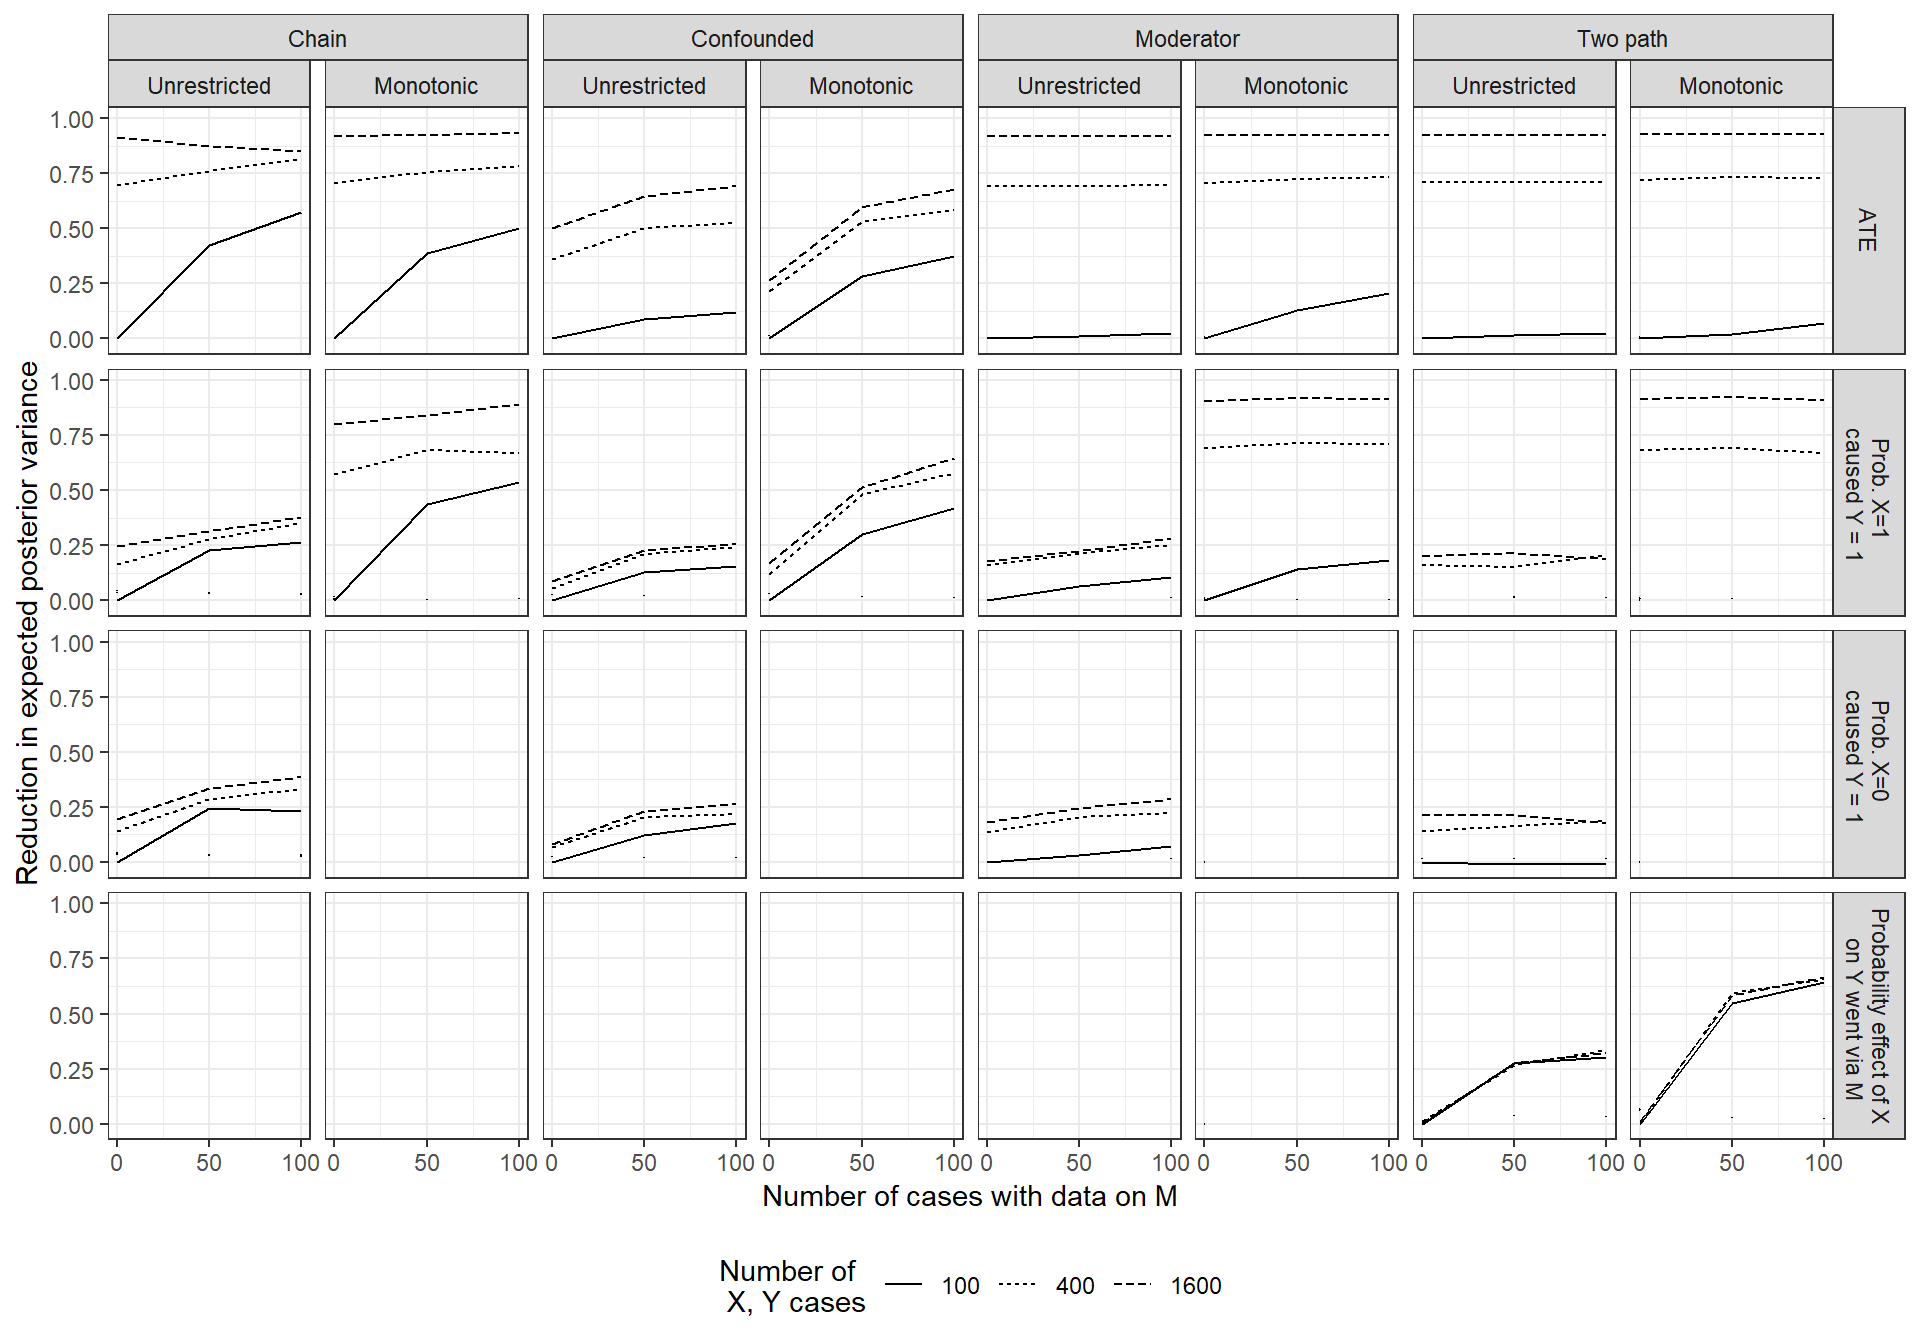 Chain Confounded Moderator Two path
Unrestricted Monotonic Unrestricted Monotonic Unrestricted Monotonic Unrestricted Monotonic
Reduction in expected posterior variance
1.00
0.75
0.50
0.25
0.00
ATE
1.00
0.75
0.50
0.25
0.00
Prob. X=1
caused Y = 1
1.00
0.75
0.50
0.25
0.00
Prob. X=0
caused Y = 1
1.00
0.75
0.50
0.25
0.00
Probability effect of X
on Y went via M
0 50 100 0 50 100 0 50 100 0 50 100 0 50 100 0 50 100 0 50 100 0 50 100
Number of cases with data on M
Number of
X, Y cases
100 400 1600